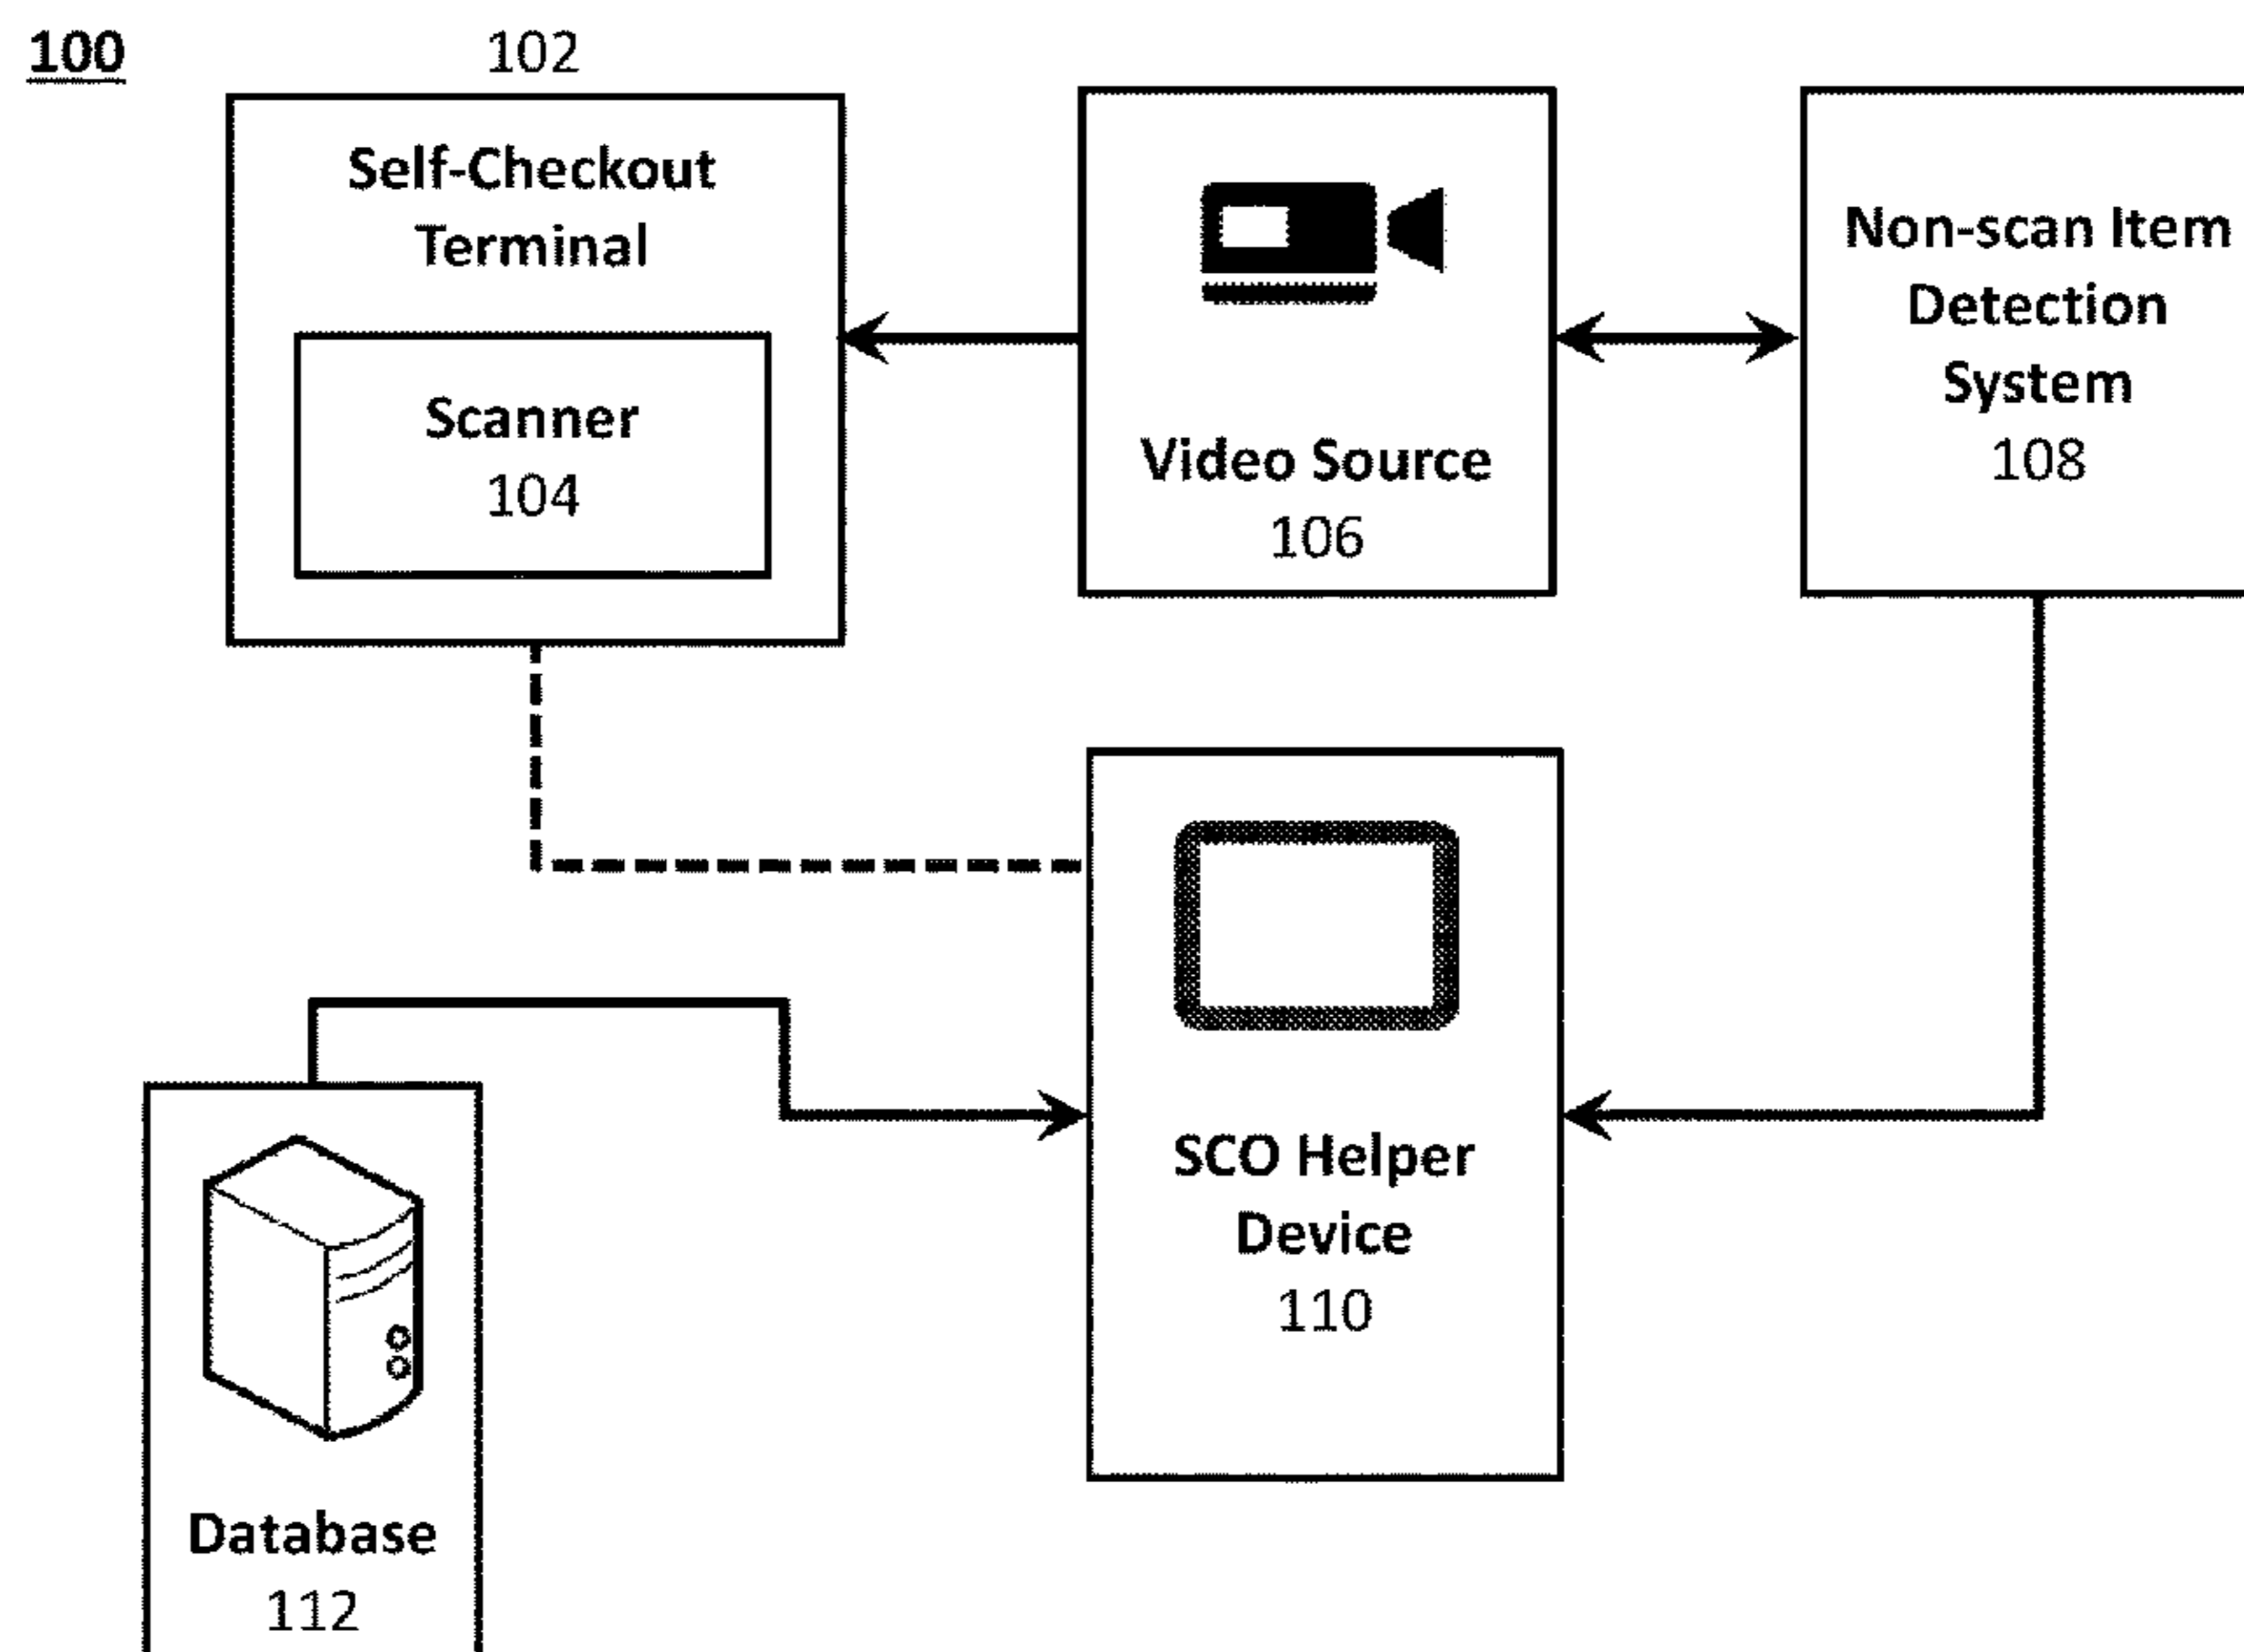 100
102
Self-Checkout
Terminal
Scanner
104
Video Source
106
Non-scan Item
Detection
System
108
SCO Helper
Device
110
Database
112